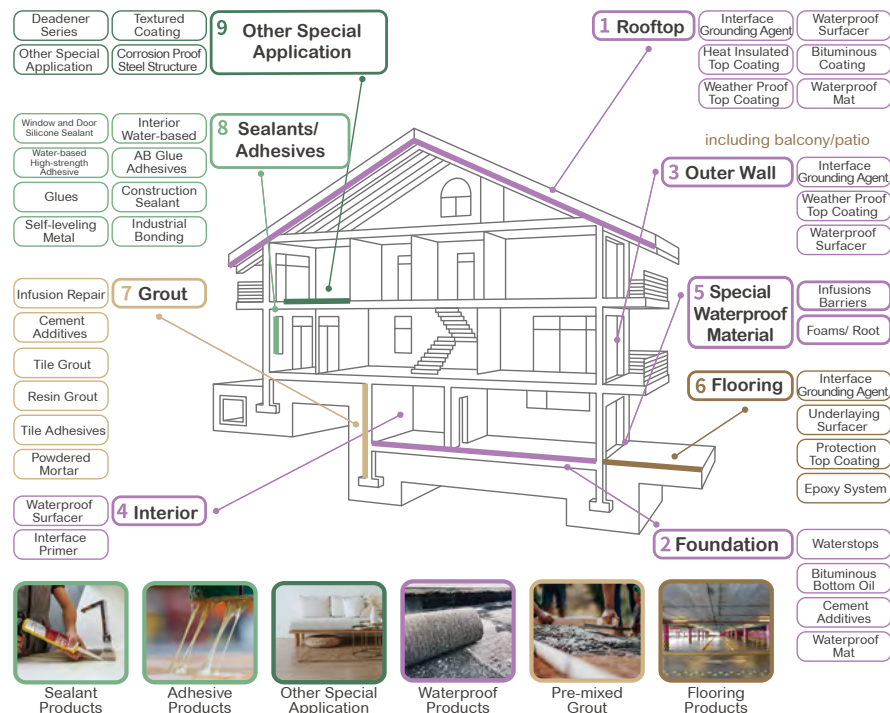 Deadener
Series
Textured
Coating
Other Special
Application
Corrosion Proof
Steel Structure
9 Other Special
Application
1 Rooftop
Interface
Grounding Agent
Waterproof
Surfacer
Heat Insulated
Top Coating
Bituminous
Coating
Weather Proof
Top Coating
Waterproof
Mat
Window and Door
Silicone Sealant
Interior
Water-based
Water-based
High-strength
Adhesive
AB Glue
Adhesives
Glues
Construction
Sealant
Self-leveling
Metal
Industrial
Bonding
8 Sealants/
Adhesives
including balcony/patio
3 Outer Wall
Interface
Grounding Agent
Weather Proof
Top Coating
Waterproof
Surfacer
7 Grout
Infusion Repair
Cement
Additives
Tile Grout
Resin Grout
Tile Adhesives
Powdered
Mortar
5 Special
Waterproof
Material
Infusions
Barriers
Foams/ Root
6 Flooring
Interface
Grounding Agent
Underlaying
Surfacer
Protection
Top Coating
Epoxy System
4 Interior
Waterproof
Surfacer
Interface
Primer
2 Foundation
Waterstops
Bituminous
Bottom Oil
Cement
Additives
Waterproof
Mat
Sealant
Products
Adhesive
Products
Other Special
Application
Waterproof
Products
Pre-mixed
Grout
Flooring
Products